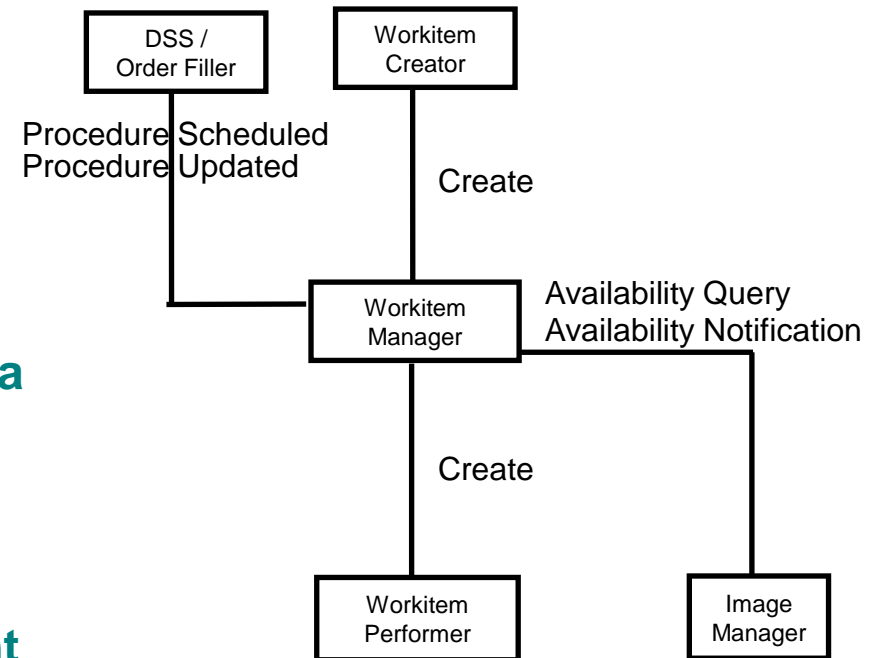 DSS /
Order Filler
Workitem
Creator
Procedure Scheduled
Procedure Updated
Create
Workitem
Manager
Availability Query
Availability Notification
a
Create
Workitem
Performer
Image
Manager
nt